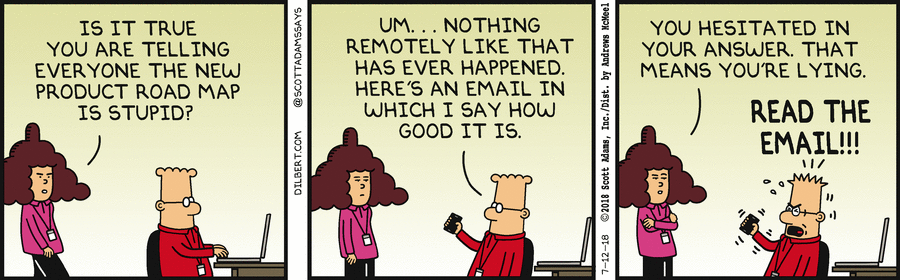 IS IT TRUE
YOU ARE TELLING
EVERYONE THE NEW
PRODUCT ROAD MAP
IS STUPID?
DILBERT.COM @SCOTTADAMSSAYS
UM... NOTHING
REMOTELY LIKE THAT
HAS EVER HAPPENED.
HERE'S AN EMAIL IN
WHICH I SAY HOW
GOOD IT IS.
7-12-18 ©2018 Scott Adams, Inc./Dist. by Andrews McMeel
YOU HESITATED IN
YOUR ANSWER. THAT
MEANS YOU'RE LYING.
READ THE
EMAIL!!!